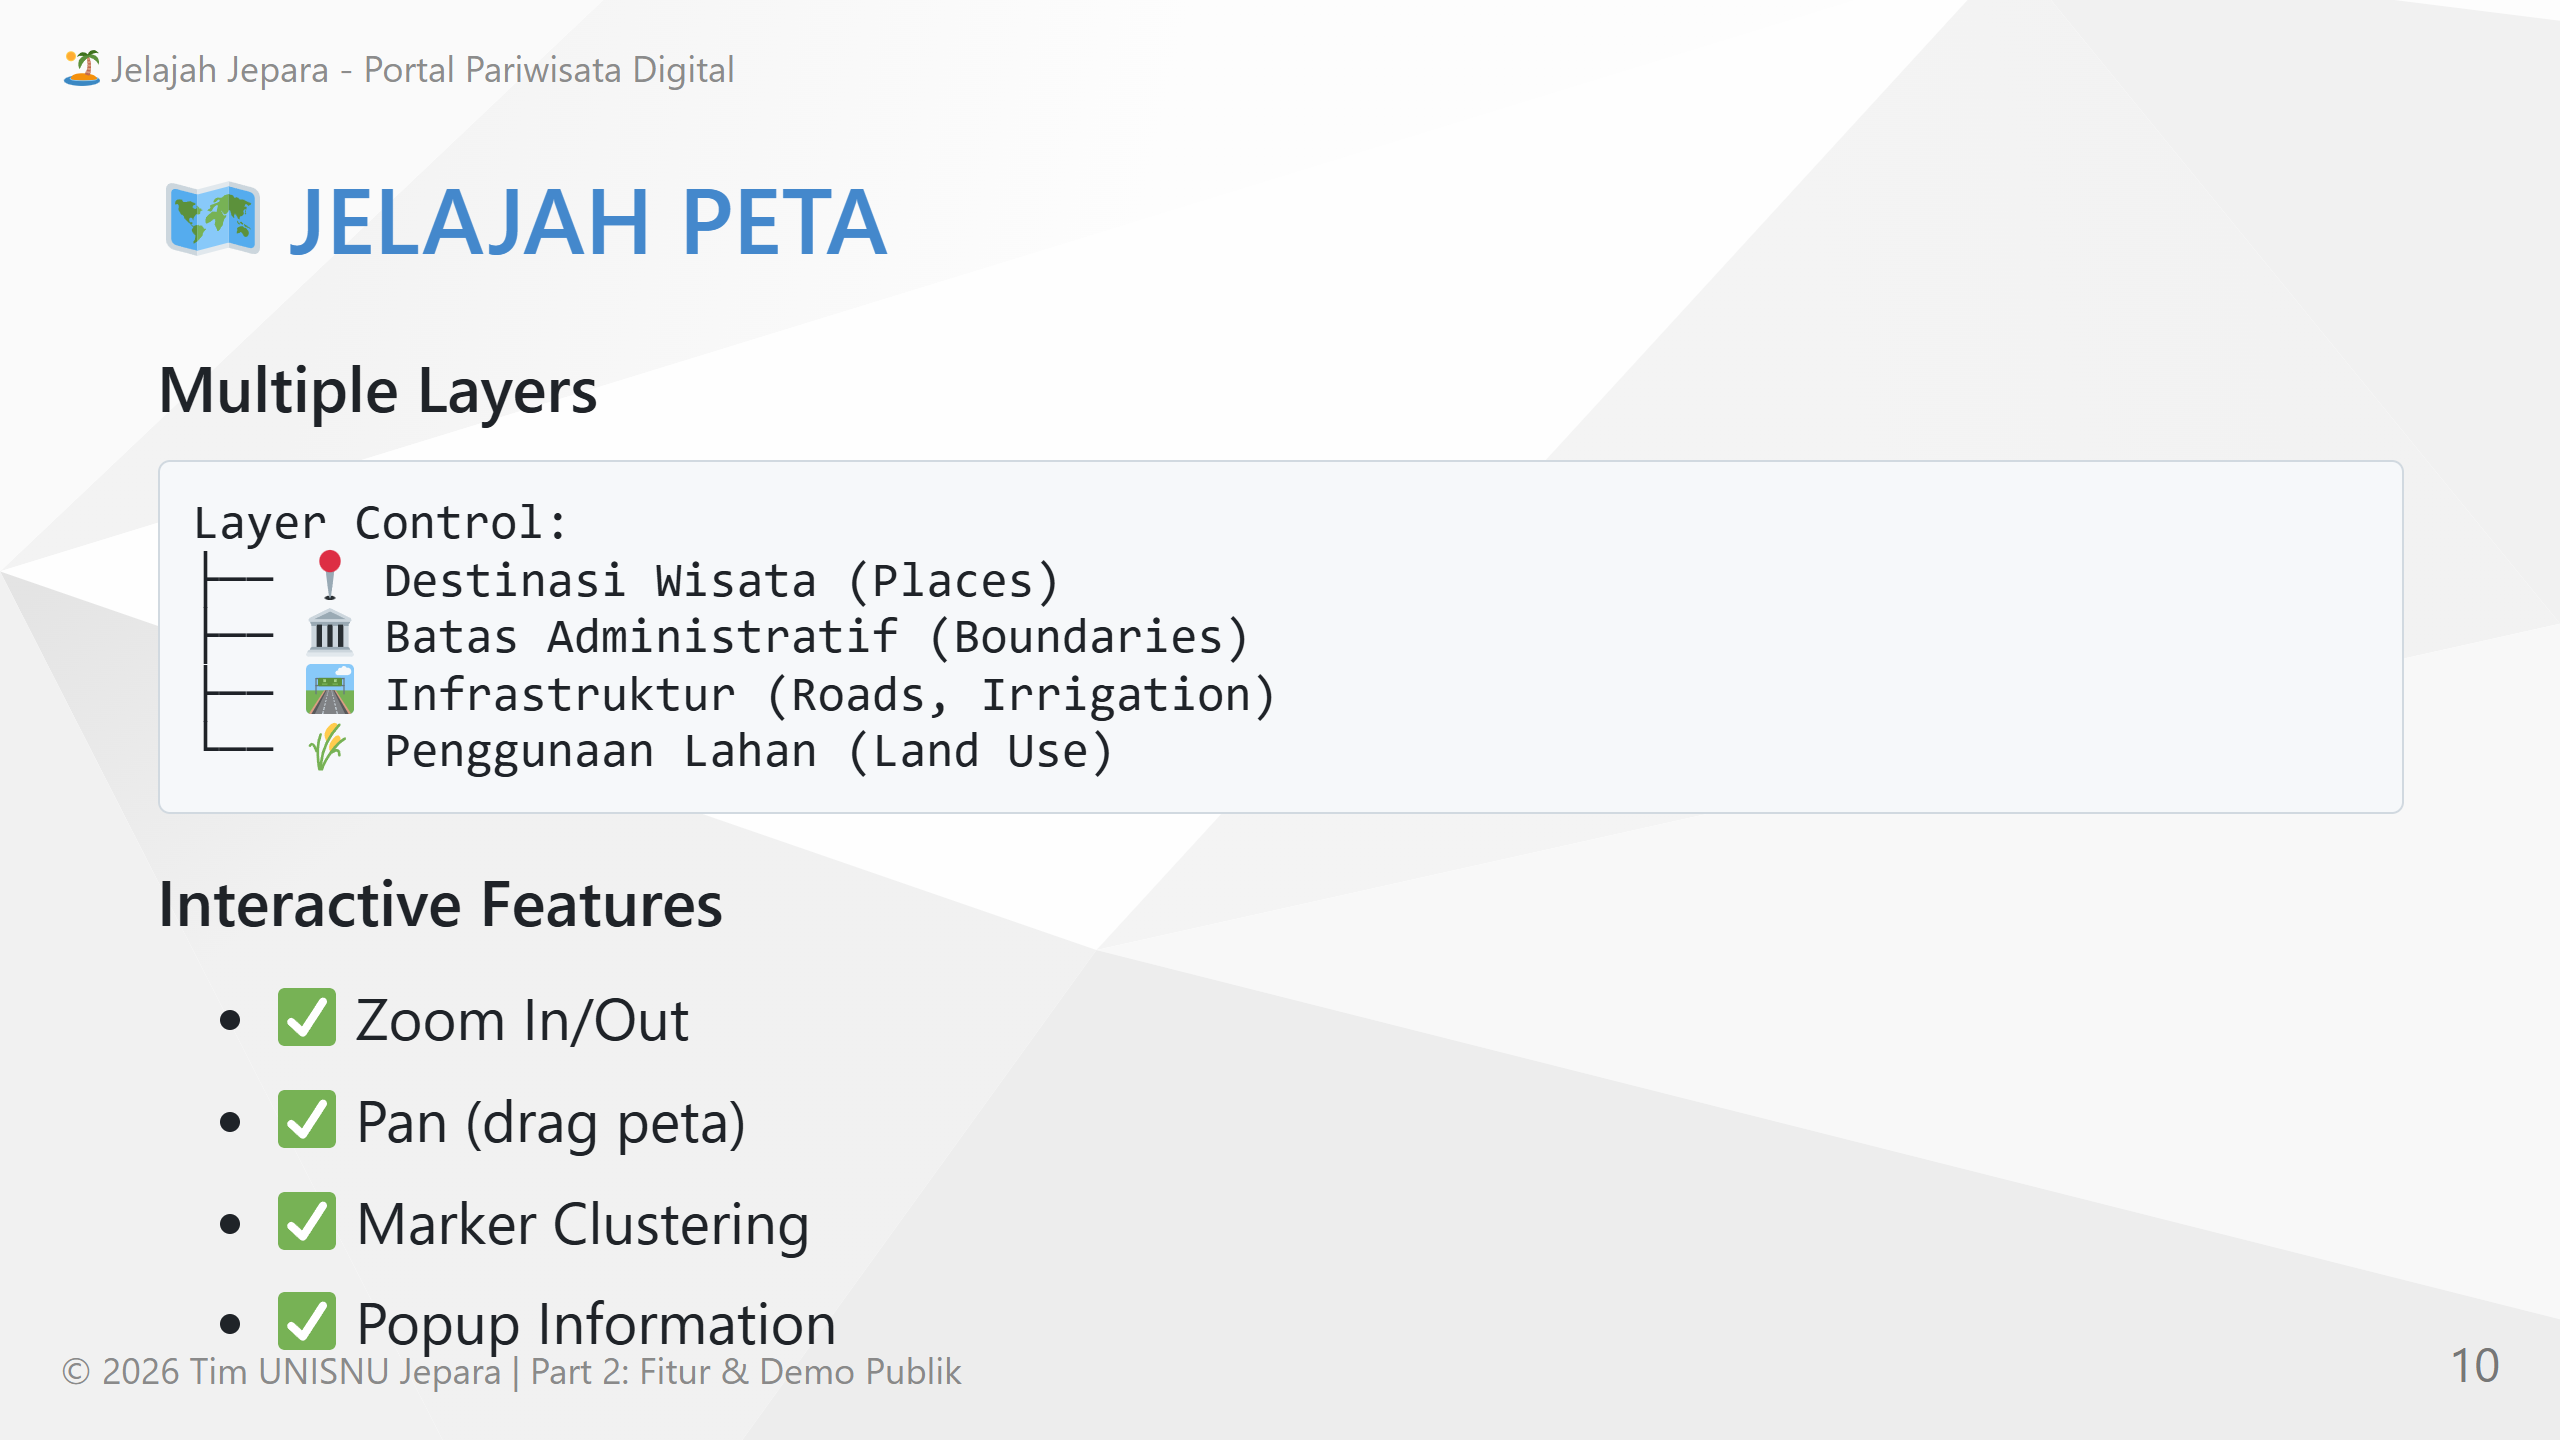 🏝️ Jelajah Jepara - Portal Pariwisata Digital
🗺️ JELAJAH PETA
Multiple Layers
Layer Control:
├── 📍 Destinasi Wisata (Places)
├── 🏛️ Batas Administratif (Boundaries)
├── 🛣️ Infrastruktur (Roads, Irrigation)
└── 🌾 Penggunaan Lahan (Land Use)
Interactive Features
• ✅ Zoom In/Out
• ✅ Pan (drag peta)
• ✅ Marker Clustering
• ✅ Popup Information
© 2026 Tim UNISNU Jepara | Part 2: Fitur & Demo Publik
10